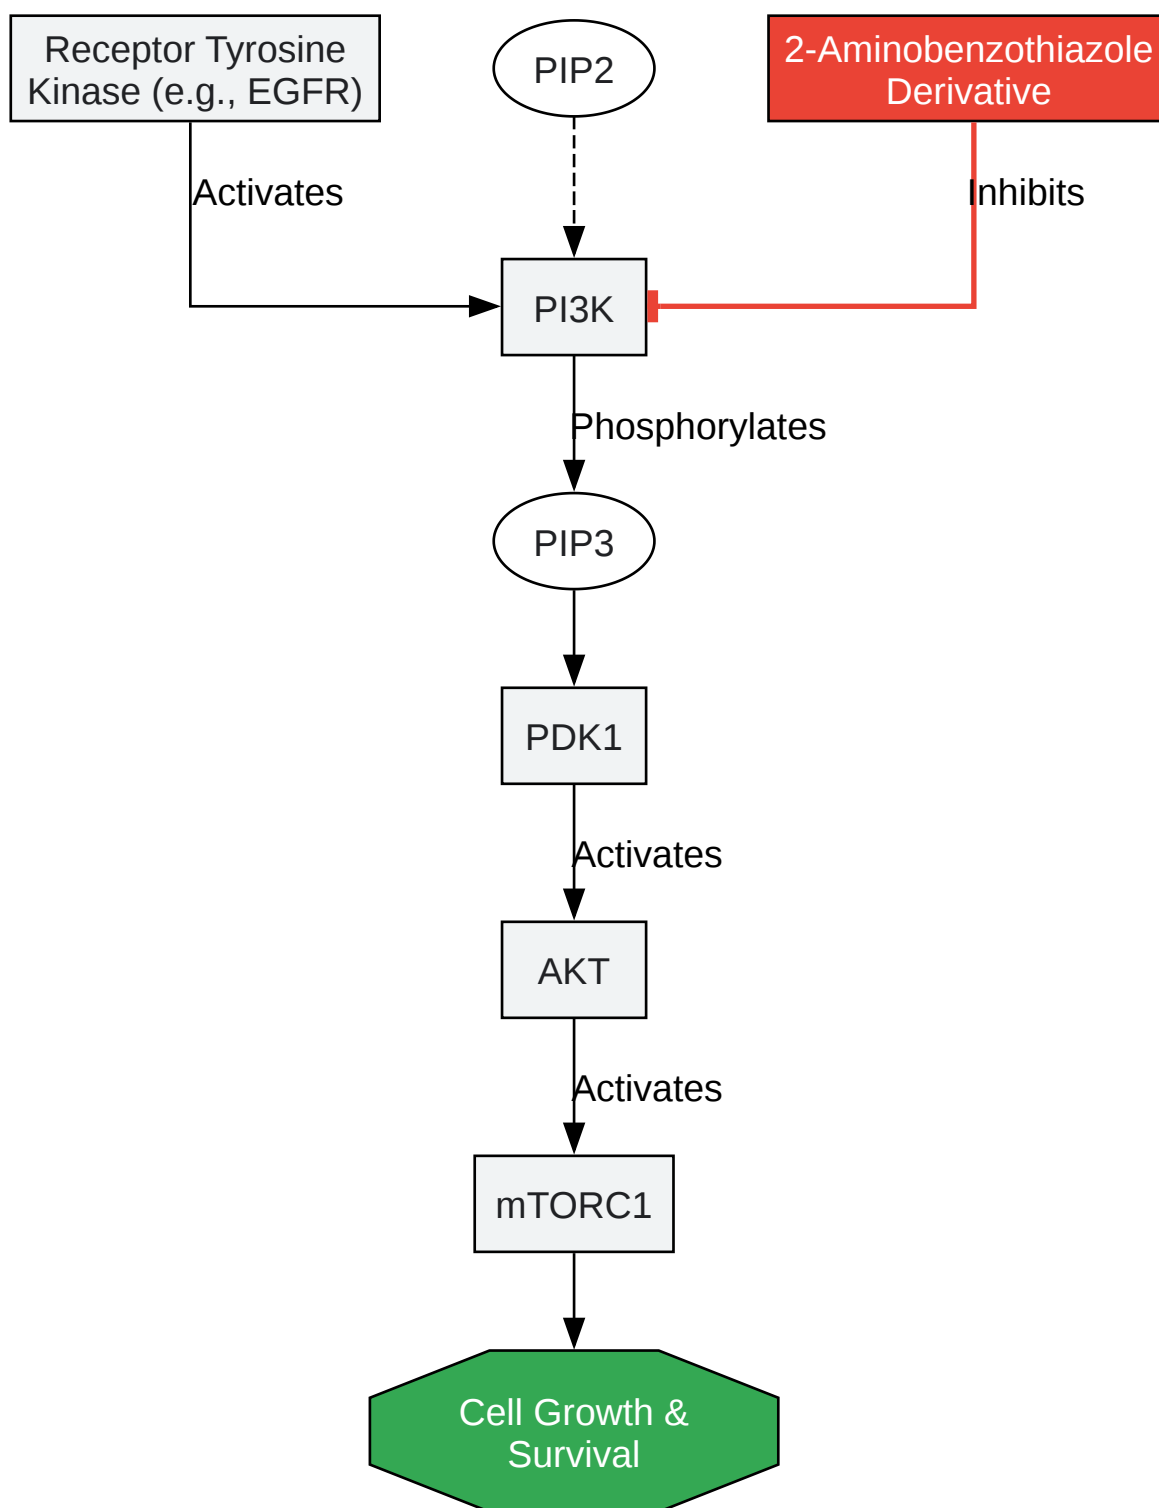 Receptor Tyrosine
Kinase (e.g., EGFR)
PIP2
2-Aminobenzothiazole
Derivative
Activates
Inhibits
PI3K
Phosphorylates
PIP3
PDK1
Activates
AKT
Activates
mTORC1
Cell Growth &
Survival